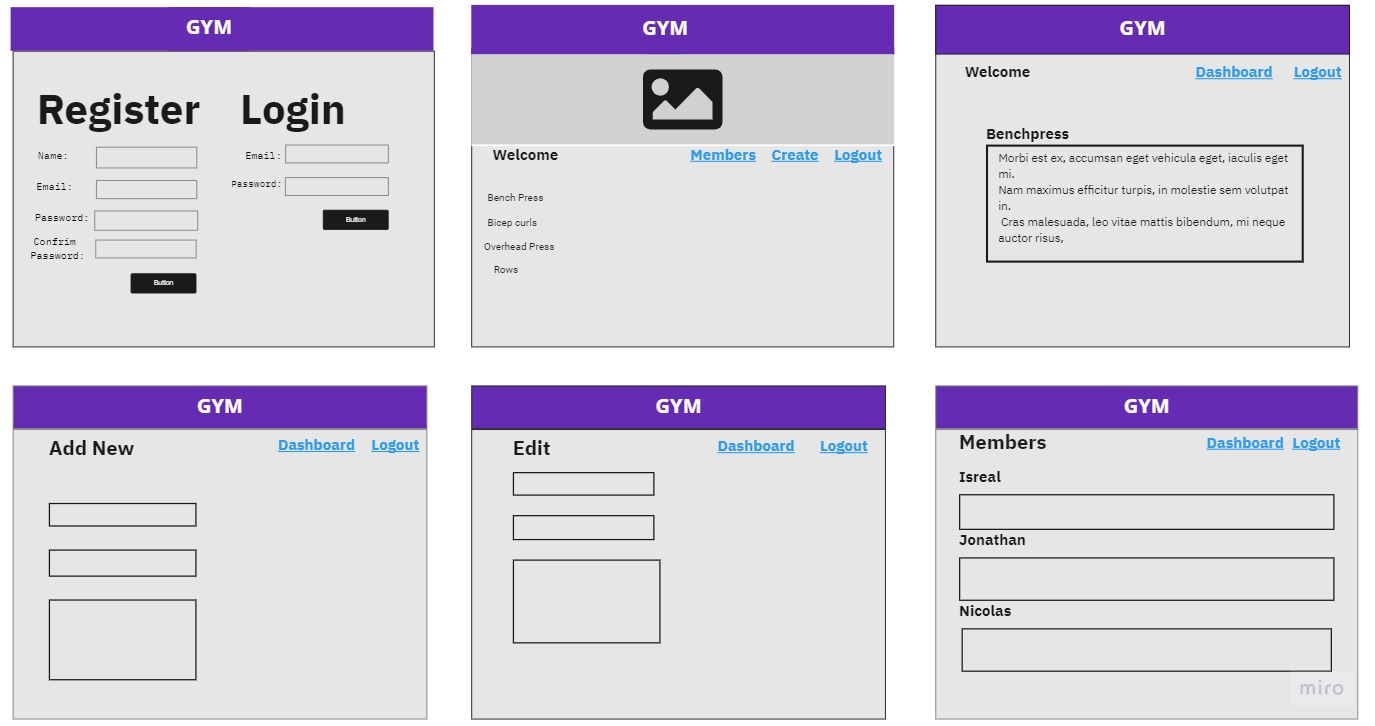 GYM
Register
Login
Name:
Email:
Password:
Confrim
Password:
Button
Email:
Password:
Button
GYM
Welcome
Members
Create
Logout
Bench Press
Bicep curls
Overhead Press
Rows
GYM
Welcome
Dashboard
Logout
Benchpress
Morbi est ex, accumsan eget vehicula eget, iaculis eget
mi.
Nam maximus efficitur turpis, in molestie sem volutpat
in.
Cras malesuada, leo vitae mattis bibendum, mi neque
auctor risus,
GYM
Add New
Dashboard
Logout
GYM
Edit
Dashboard
Logout
GYM
Members
Dashboard
Logout
Isreal
Jonathan
Nicolas
miro